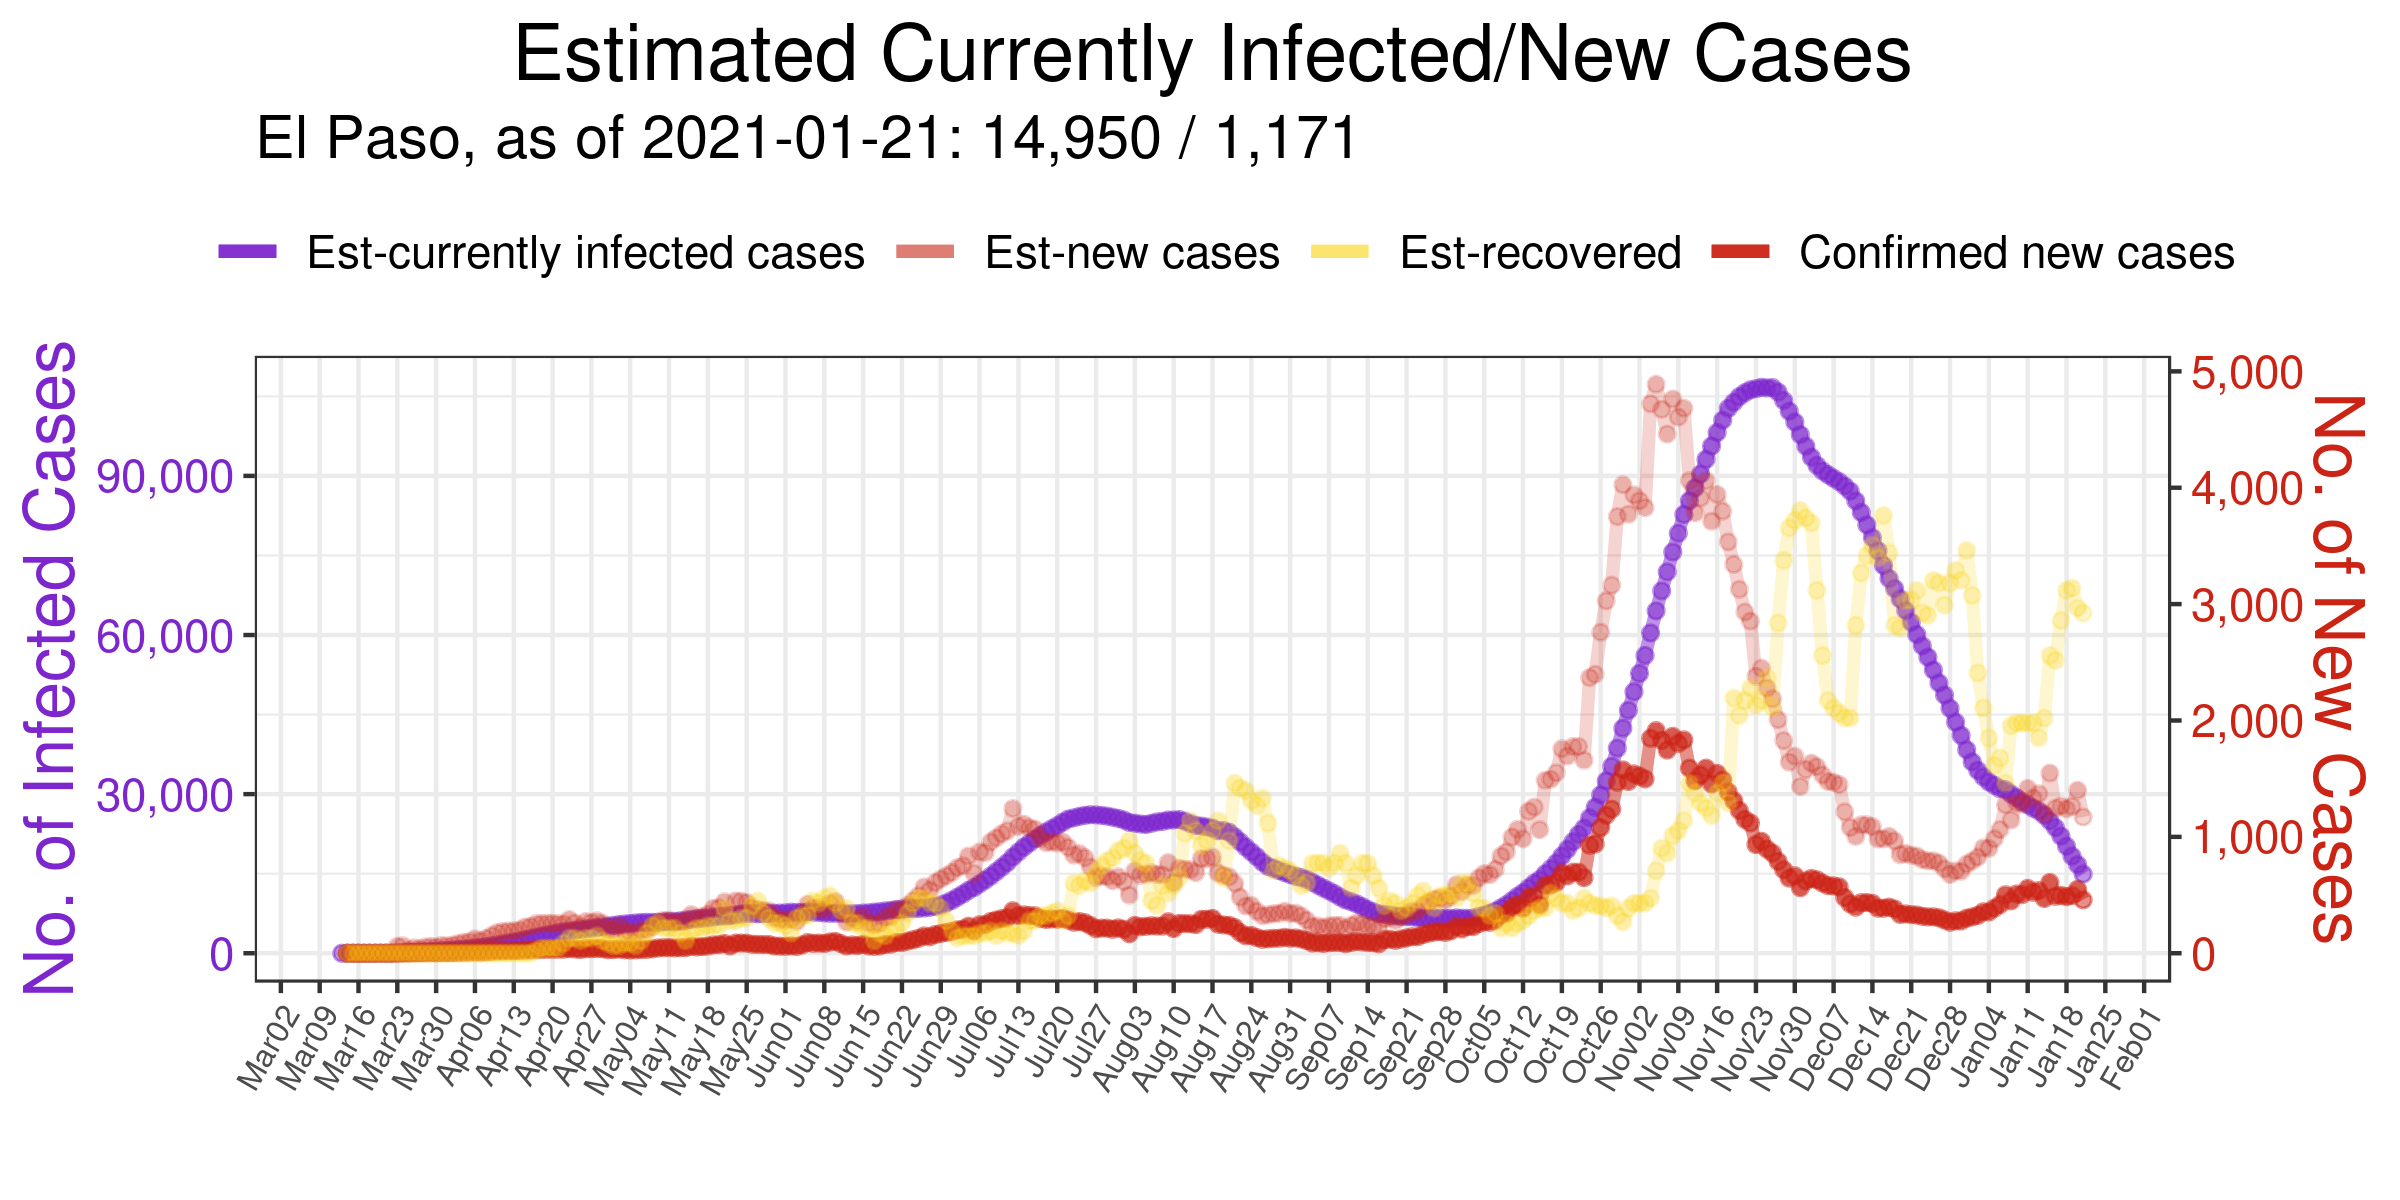 Estimated Currently Infected/New Cases
El Paso, as of 2021-01-21: 14,950 / 1,171
Est-currently infected cases Est-new cases Est-recovered Confirmed new cases
No. of Infected Cases
90,000
60,000
30,000
0
5,000
4,000
3,000
2,000
1,000
0
No. of New Cases
Mar02 Mar09 Mar16 Mar23 Mar30 Apr06 Apr13 Apr20 Apr27 May04 May11 May18 May25 Jun01 Jun08 Jun15 Jun22 Jun29 Jul06 Jul13 Jul20 Jul27 Aug03 Aug10 Aug17 Aug24 Aug31 Sep07 Sep14 Sep21 Sep28 Oct05 Oct12 Oct19 Oct26 Nov02 Nov09 Nov16 Nov23 Nov30 Dec07 Dec14 Dec21 Dec28 Jan04 Jan11 Jan18 Jan25 Feb01